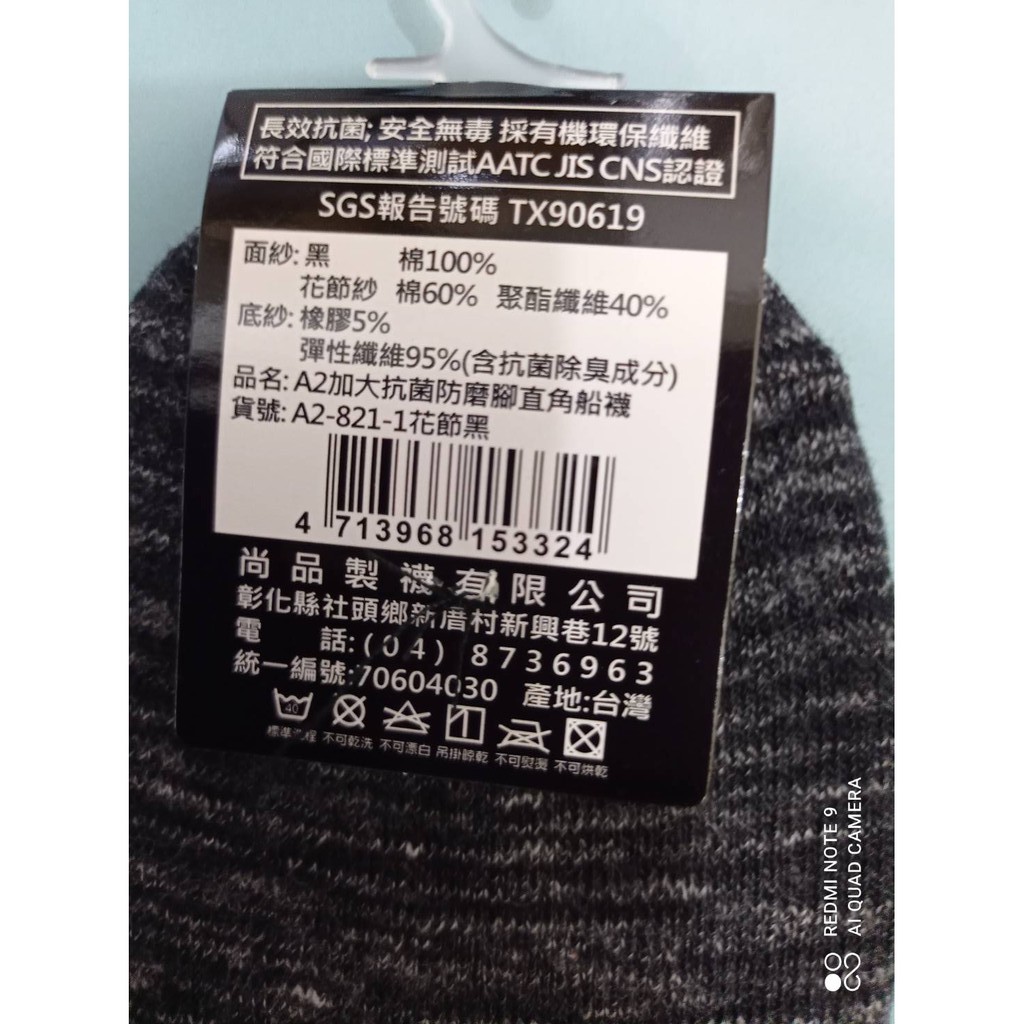 長效抗菌; 安全無毒 採有機環保纖維
符合國際標準測試AATC JIS CNS認證
SGS報告號碼 TX90619
面紗: 黑 棉100%
花節紗 棉60% 聚酯纖維40%
底紗: 橡膠5%
彈性纖維95%(含抗菌除臭成分)
品名: A2加大抗菌防磨腳直角船襪
貨號: A2-821-1花節黑
4 713968 153324
尚品製襪有限公司
彰化縣社頭鄉新厝村新興巷12號
電 話:(04) 8736963
統一編號:70604030 產地:台灣
40
標準 程 不可乾洗 不可漂白 吊掛晾乾 不可熨燙 不可烘乾
REDMI NOTE 9
AI QUAD CAMERA